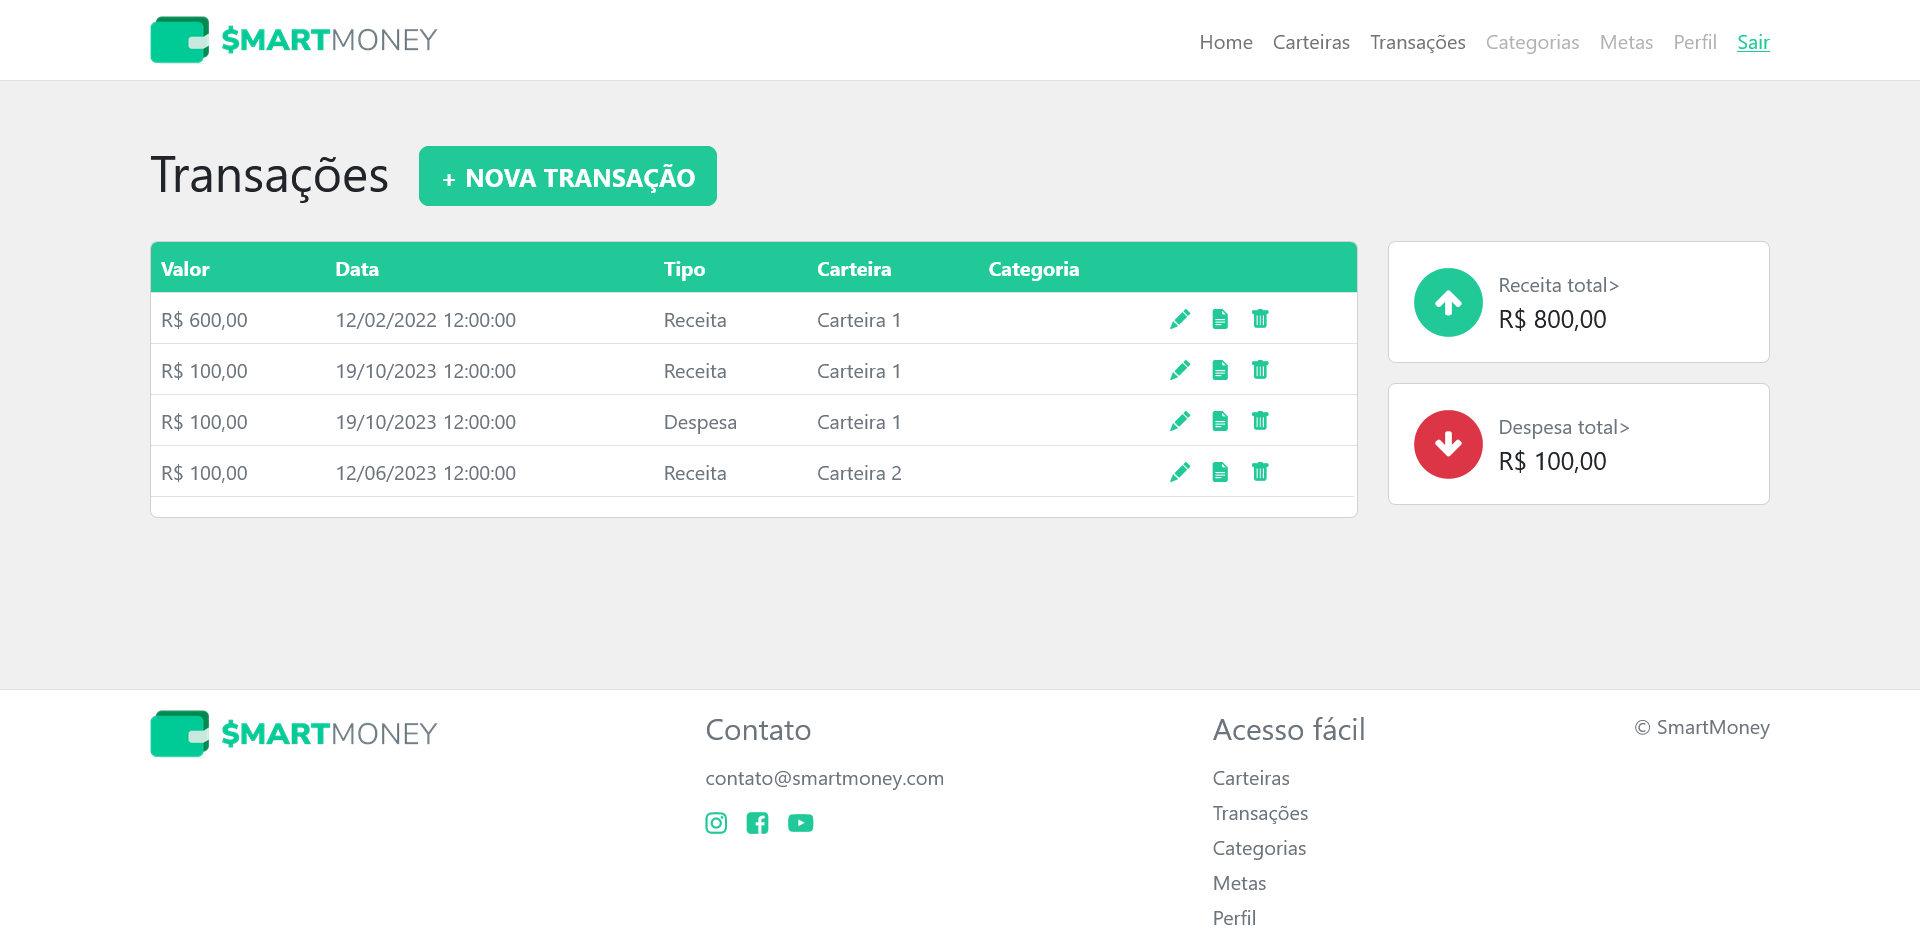 $MARTMONEY
Home Carteiras Transações Categorias Metas Perfil Sair
Transações
+ NOVA TRANSAÇÃO
Valor Data Tipo Carteira Categoria
R$ 600,00 12/02/2022 12:00:00 Receita Carteira 1
R$ 100,00 19/10/2023 12:00:00 Receita Carteira 1
R$ 100,00 19/10/2023 12:00:00 Despesa Carteira 1
R$ 100,00 12/06/2023 12:00:00 Receita Carteira 2
Receita total>
R$ 800,00
Despesa total>
R$ 100,00
$MARTMONEY
Contato
contato@smartmoney.com
Acesso fácil
Carteiras
Transações
Categorias
Metas
Perfil
© SmartMoney